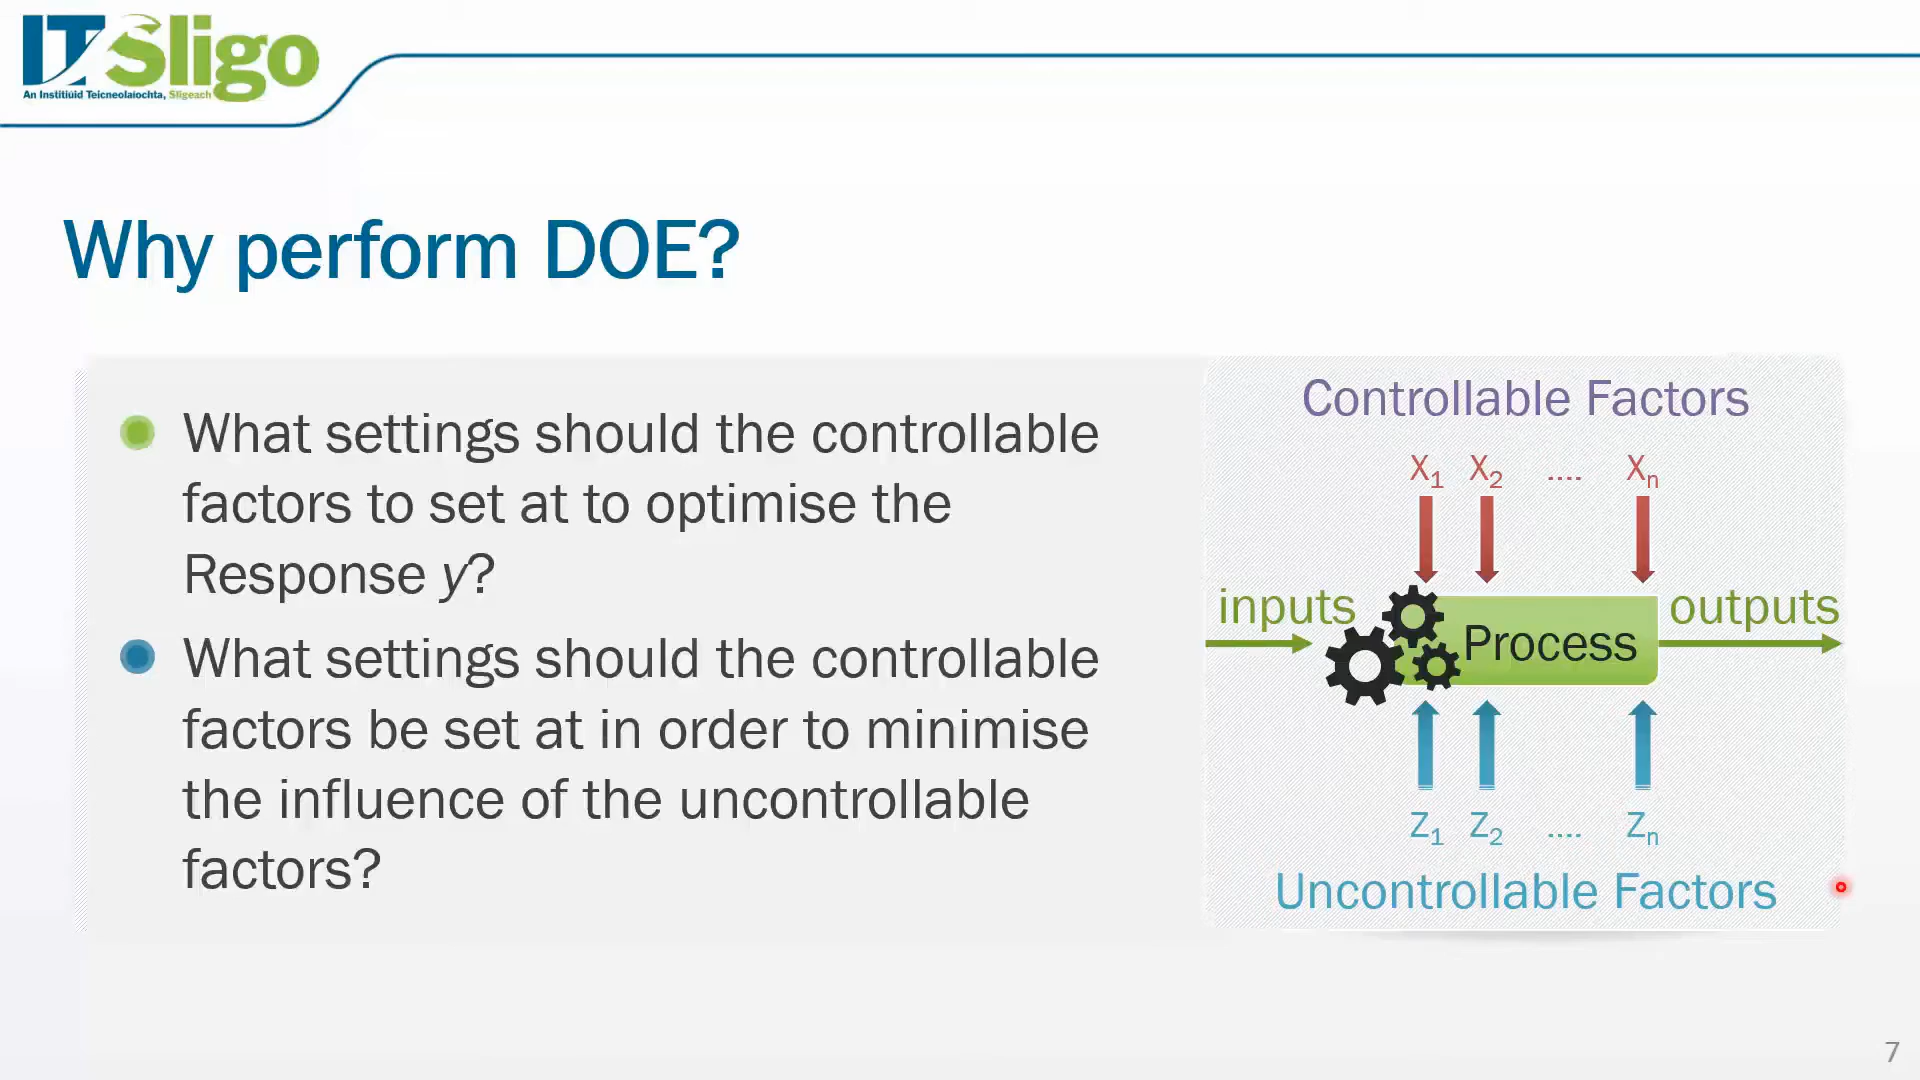 ITSligo
An Institiúid Teicneolaíochta, Sligeach
Why perform DOE?
What settings should the controllable
factors to set at to optimise the
Response y?
What settings should the controllable
factors be set at in order to minimise
the influence of the uncontrollable
factors?
Controllable Factors
X1 X2 .... Xn
inputs
Process
outputs
Z1 Z2 .... Zn
Uncontrollable Factors
7